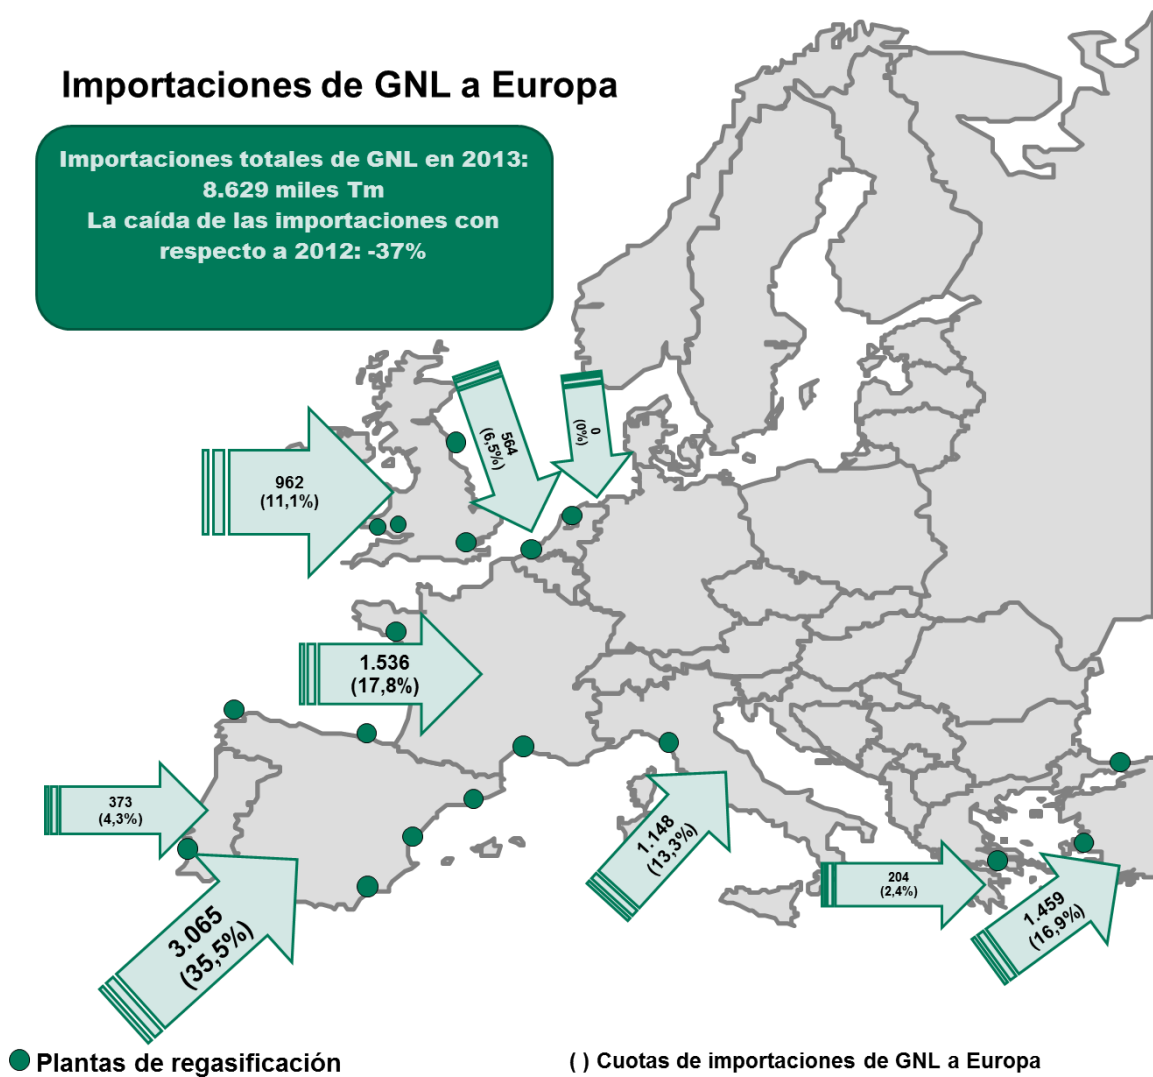 Importaciones de GNL a Europa
Importaciones totales de GNL en 2013:
8.629 miles Tm
La caída de las importaciones con
respecto a 2012: -37%
564
(6,5%)
0
(0%)
962
(11,1%)
1.536
(17,8%)
373
(4,3%)
3.065
(35,5%)
1.148
(13,3%)
204
(2,4%)
1.459
(16,9%)
Plantas de regasificación
( ) Cuotas de importaciones de GNL a Europa